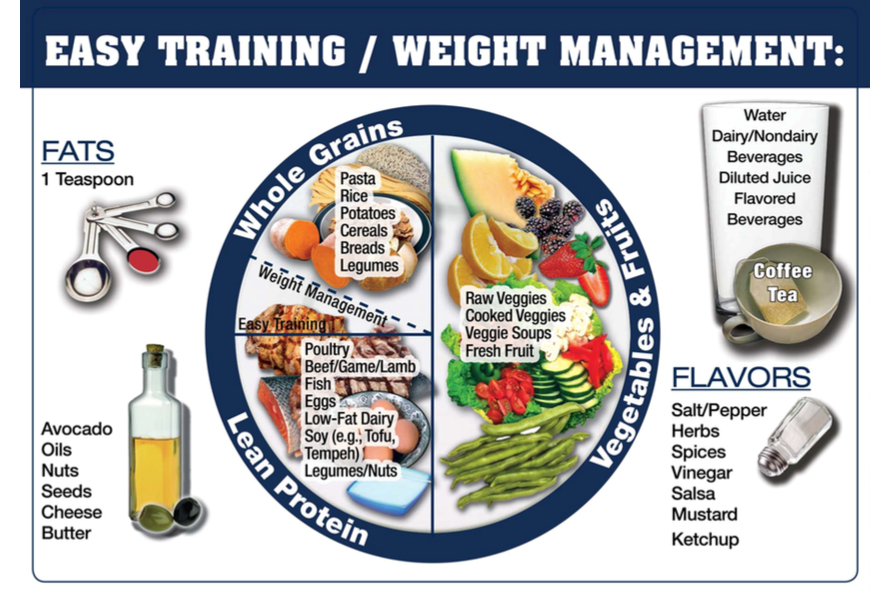 EASY TRAINING / WEIGHT MANAGEMENT:
FATS
1 Teaspoon
Avocado
Oils
Nuts
Seeds
Cheese
Butter
Whole Grains
Pasta
Rice
Potatoes
Cereals
Breads
Legumes
Weight Management
Easy Training
Poultry
Beef/Game/Lamb
Fish
Eggs
Low-Fat Dairy
Soy (e.g., Tofu,
Tempeh)
Legumes/Nuts
Lean Protein
Raw Veggies
Cooked Veggies
Veggie Soups
Fresh Fruit
Vegetables & Fruits
Water
Dairy/Nondairy
Beverages
Diluted Juice
Flavored
Beverages
Coffee
Tea
FLAVORS
Salt/Pepper
Herbs
Spices
Vinegar
Salsa
Mustard
Ketchup